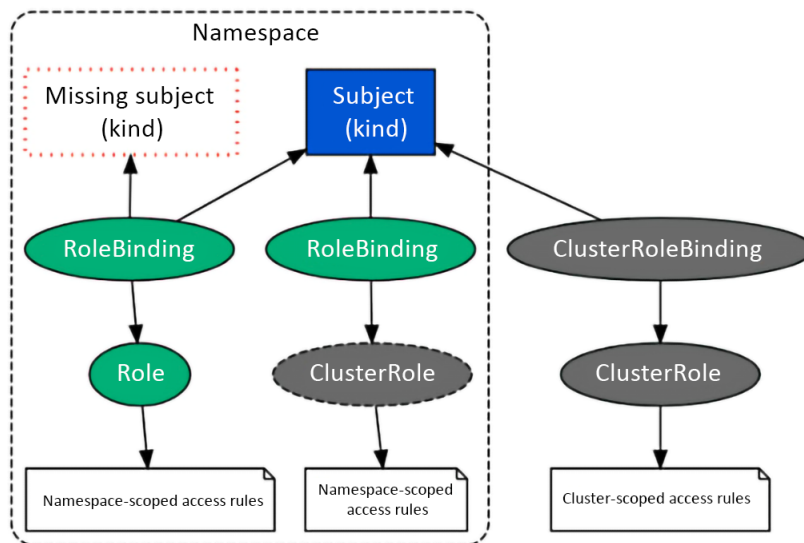 Namespace
Missing subject
(kind)
Subject
(kind)
RoleBinding
RoleBinding
ClusterRoleBinding
Role
ClusterRole
ClusterRole
Namespace-scoped access rules
Namespace-scoped
access rules
Cluster-scoped access rules